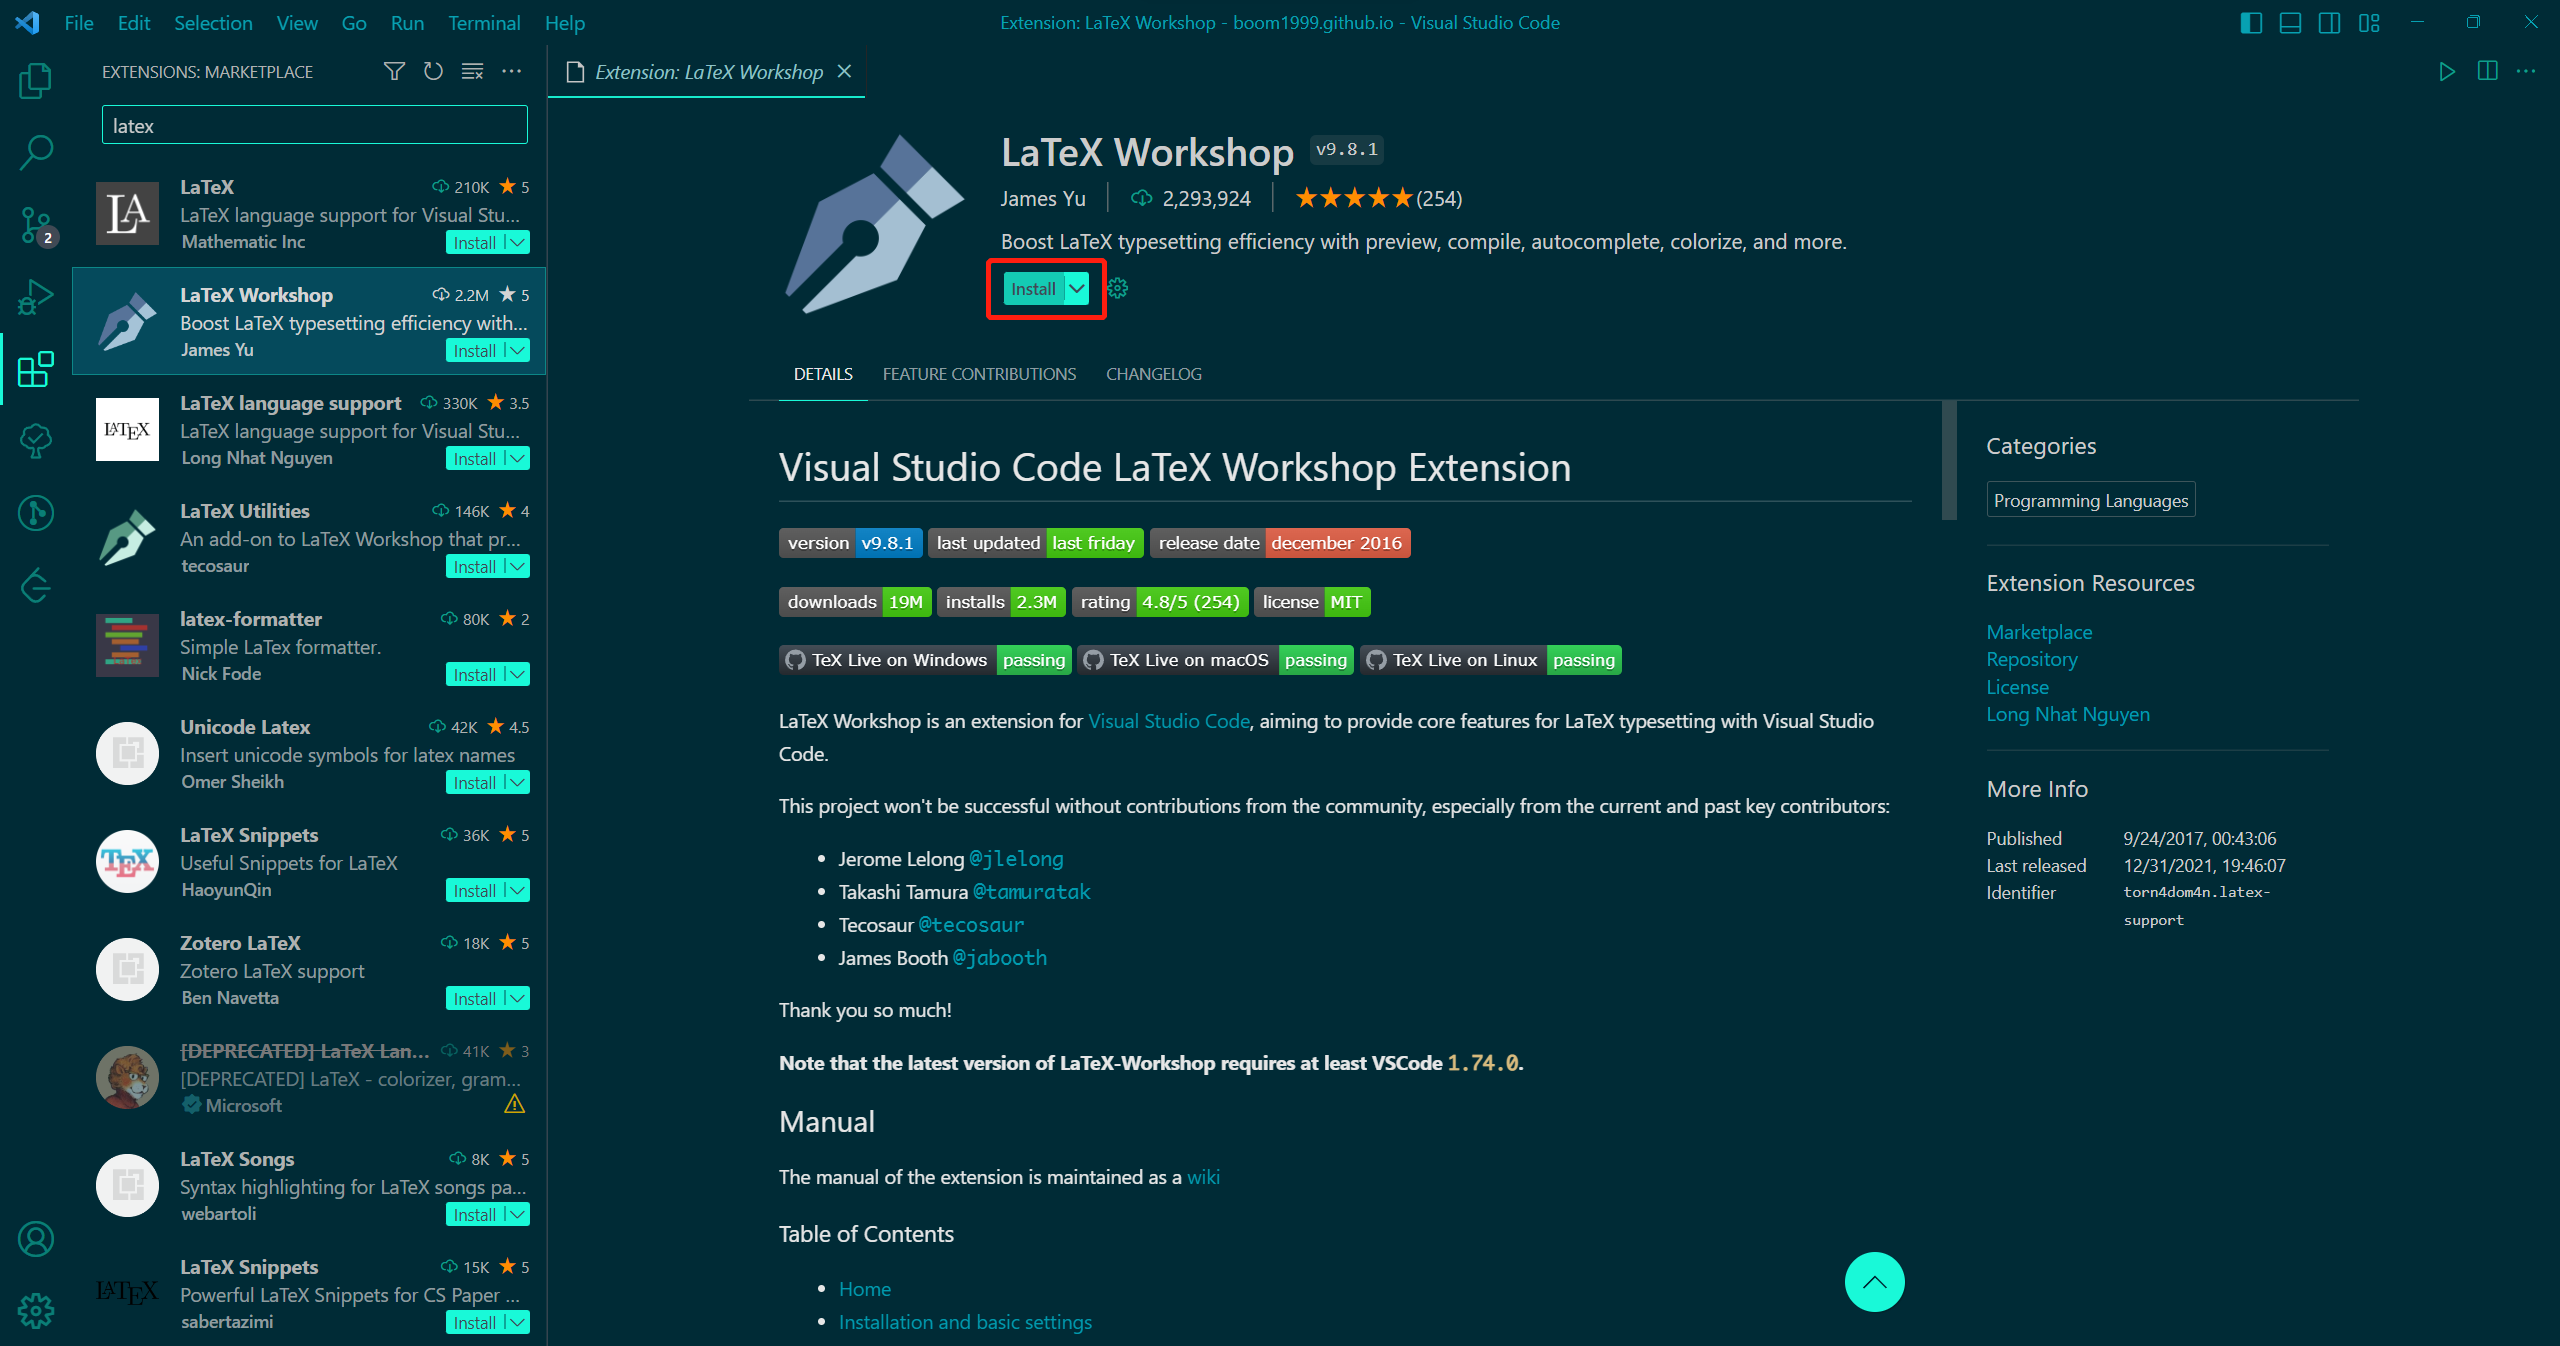 File Edit Selection View Go Run Terminal Help
Extension: LaTeX Workshop - boom1999.github.io - Visual Studio Code
EXTENSIONS: MARKETPLACE
latex
2
LaTeX 210K 5
LaTeX language support for Visual Stu...
Mathematic Inc Install
LaTeX Workshop 2.2M 5
Boost LaTeX typesetting efficiency with...
James Yu Install
LaTeX language support 330K 3.5
LaTeX language support for Visual Stu...
Long Nhat Nguyen Install
LaTeX Utilities 146K 4
An add-on to LaTeX Workshop that pr...
tecosaur Install
latex-formatter 80K 2
Simple LaTex formatter.
Nick Fode Install
Unicode Latex 42K 4.5
Insert unicode symbols for latex names
Omer Sheikh Install
LaTeX Snippets 36K 5
Useful Snippets for LaTeX
HaoyunQin Install
Zotero LaTeX 18K 5
Zotero LaTeX support
Ben Navetta Install
[DEPRECATED] LaTeX Lan... 41K 3
[DEPRECATED] LaTeX - colorizer, gram...
Microsoft
LaTeX Songs 8K 5
Syntax highlighting for LaTeX songs pa...
webartoli Install
LaTeX Snippets 15K 5
Powerful LaTeX Snippets for CS Paper ...
sabertazimi Install
LA
LATEX
TEX
LATEX
Extension: LaTeX Workshop
LaTeX Workshop v9.8.1
James Yu 2,293,924 (254)
Boost LaTeX typesetting efficiency with preview, compile, autocomplete, colorize, and more.
Install
DETAILS FEATURE CONTRIBUTIONS CHANGELOG
Visual Studio Code LaTeX Workshop Extension
version v9.8.1 last updated last friday release date december 2016
downloads 19M installs 2.3M rating 4.8/5 (254) license MIT
TeX Live on Windows passing TeX Live on macOS passing TeX Live on Linux passing
LaTeX Workshop is an extension for Visual Studio Code, aiming to provide core features for LaTeX typesetting with Visual Studio
Code.
This project won't be successful without contributions from the community, especially from the current and past key contributors:
• Jerome Lelong @jlelong
• Takashi Tamura @tamuratak
• Tecosaur @tecosaur
• James Booth @jabooth
Thank you so much!
Note that the latest version of LaTeX-Workshop requires at least VSCode 1.74.0.
Manual
The manual of the extension is maintained as a wiki
Table of Contents
• Home
• Installation and basic settings
Categories
Programming Languages
Extension Resources
Marketplace
Repository
License
Long Nhat Nguyen
More Info
Published 9/24/2017, 00:43:06
Last released 12/31/2021, 19:46:07
Identifier torn4dom4n.latex-
support